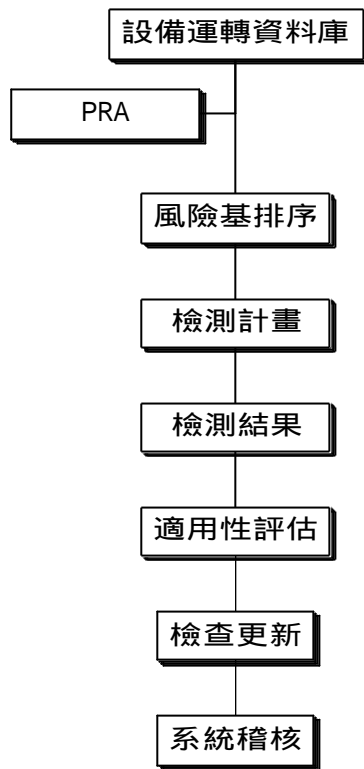 設備運轉資料庫
PRA
風險基排序
檢測計畫
檢測結果
適用性評估
檢查更新
系統稽核